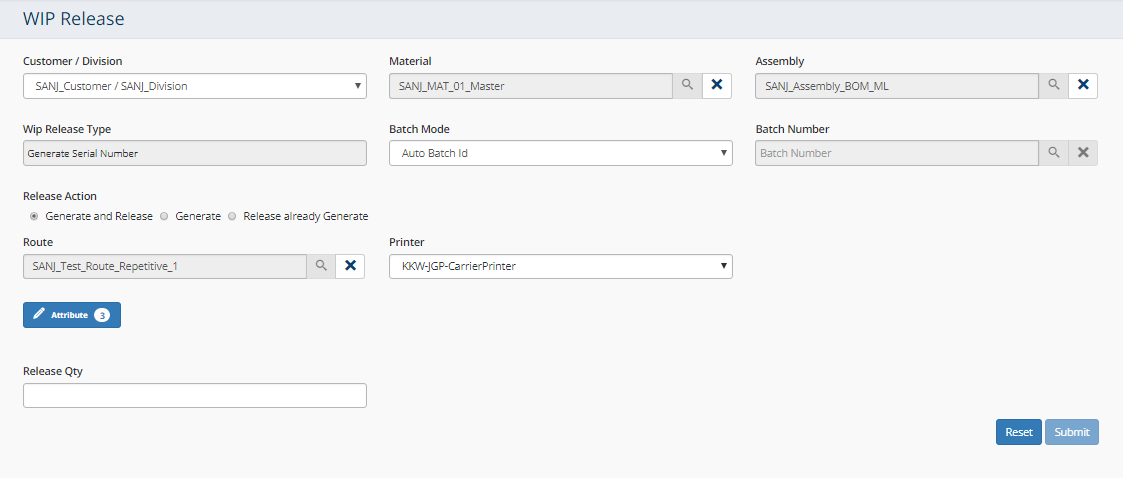 WIP Release
Customer / Division
Material
Assembly
SANJ_Customer / SANJ_Division
SANJ_MAT_01_Master
SANJ_Assembly_BOM_ML
Wip Release Type
Batch Mode
Batch Number
Generate Serial Number
Auto Batch Id
Batch Number
Release Action
Generate and Release
Generate
Release already Generate
Route
Printer
SANJ_Test_Route_Repetitive_1
KKW-JGP-CarrierPrinter
Attribute 3
Release Qty
Reset
Submit